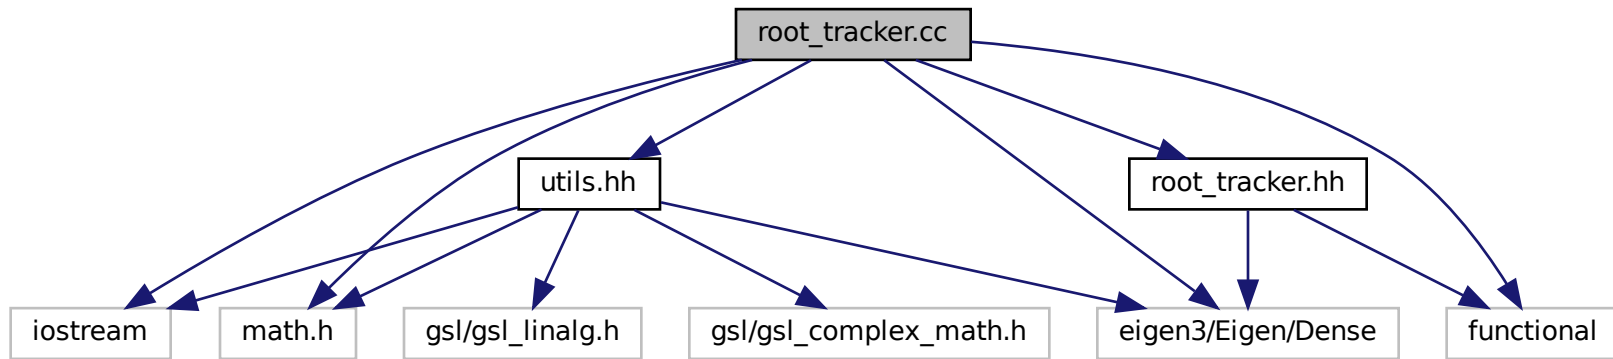 root_tracker.cc
utils.hh
root_tracker.hh
iostream
math.h
gsl/gsl_linalg.h
gsl/gsl_complex_math.h
eigen3/Eigen/Dense
functional